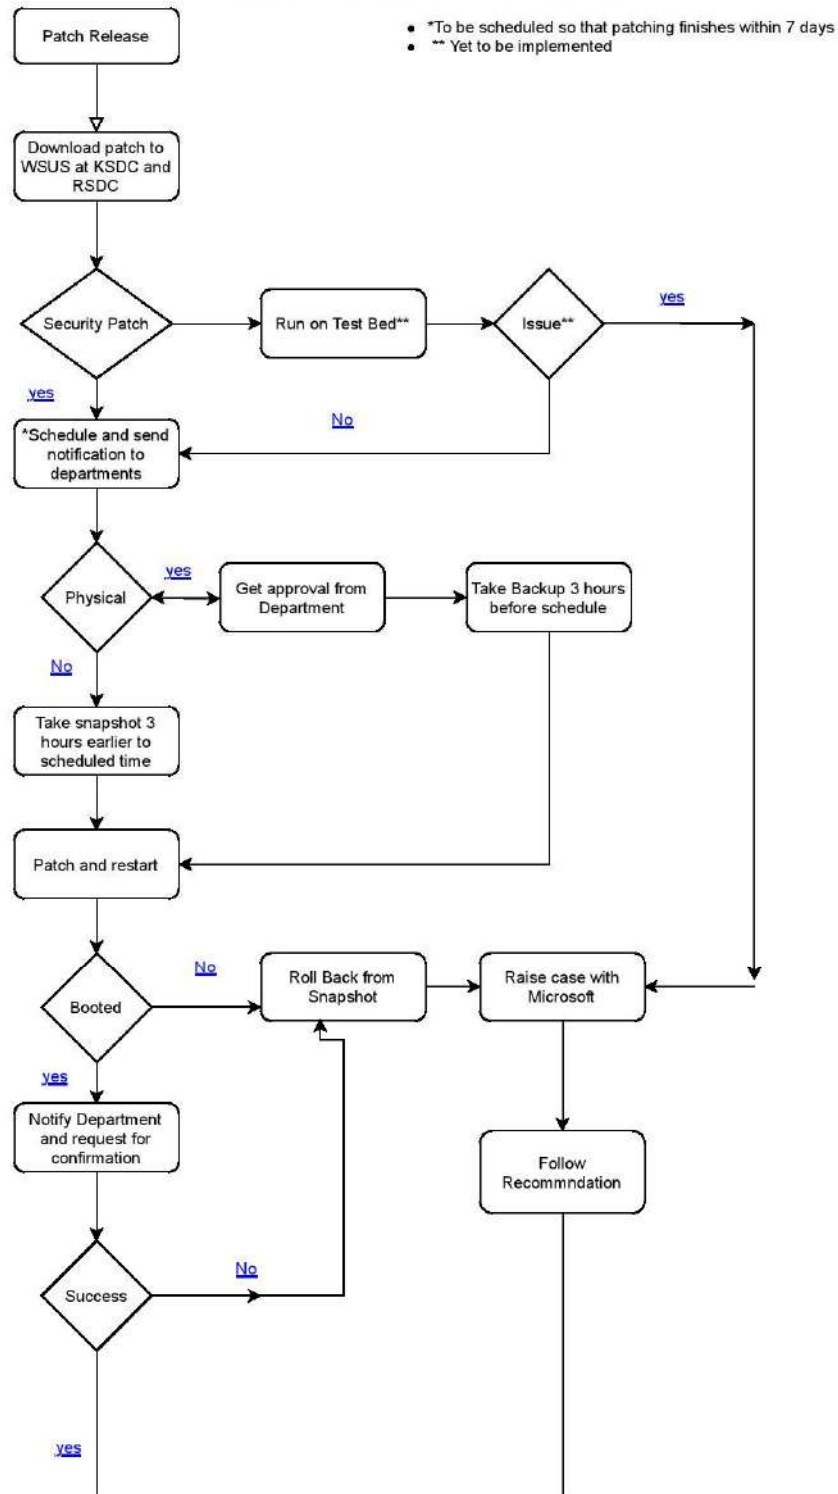 Patch Release
*To be scheduled so that patching finishes within 7 days
** Yet to be implemented
Download patch to
WSUS at KSDC and
RSDC
Security Patch
Run on Test Bed**
Issue**
yes
yes
No
*Schedule and send
notification to
departments
Physical
yes
Get approval from
Department
Take Backup 3 hours
before schedule
No
Take snapshot 3
hours earlier to
scheduled time
Patch and restart
Booted
No
Roll Back from
Snapshot
Raise case with
Microsoft
yes
Notify Department
and request for
confirmation
Follow
Recommndation
Success
No
yes